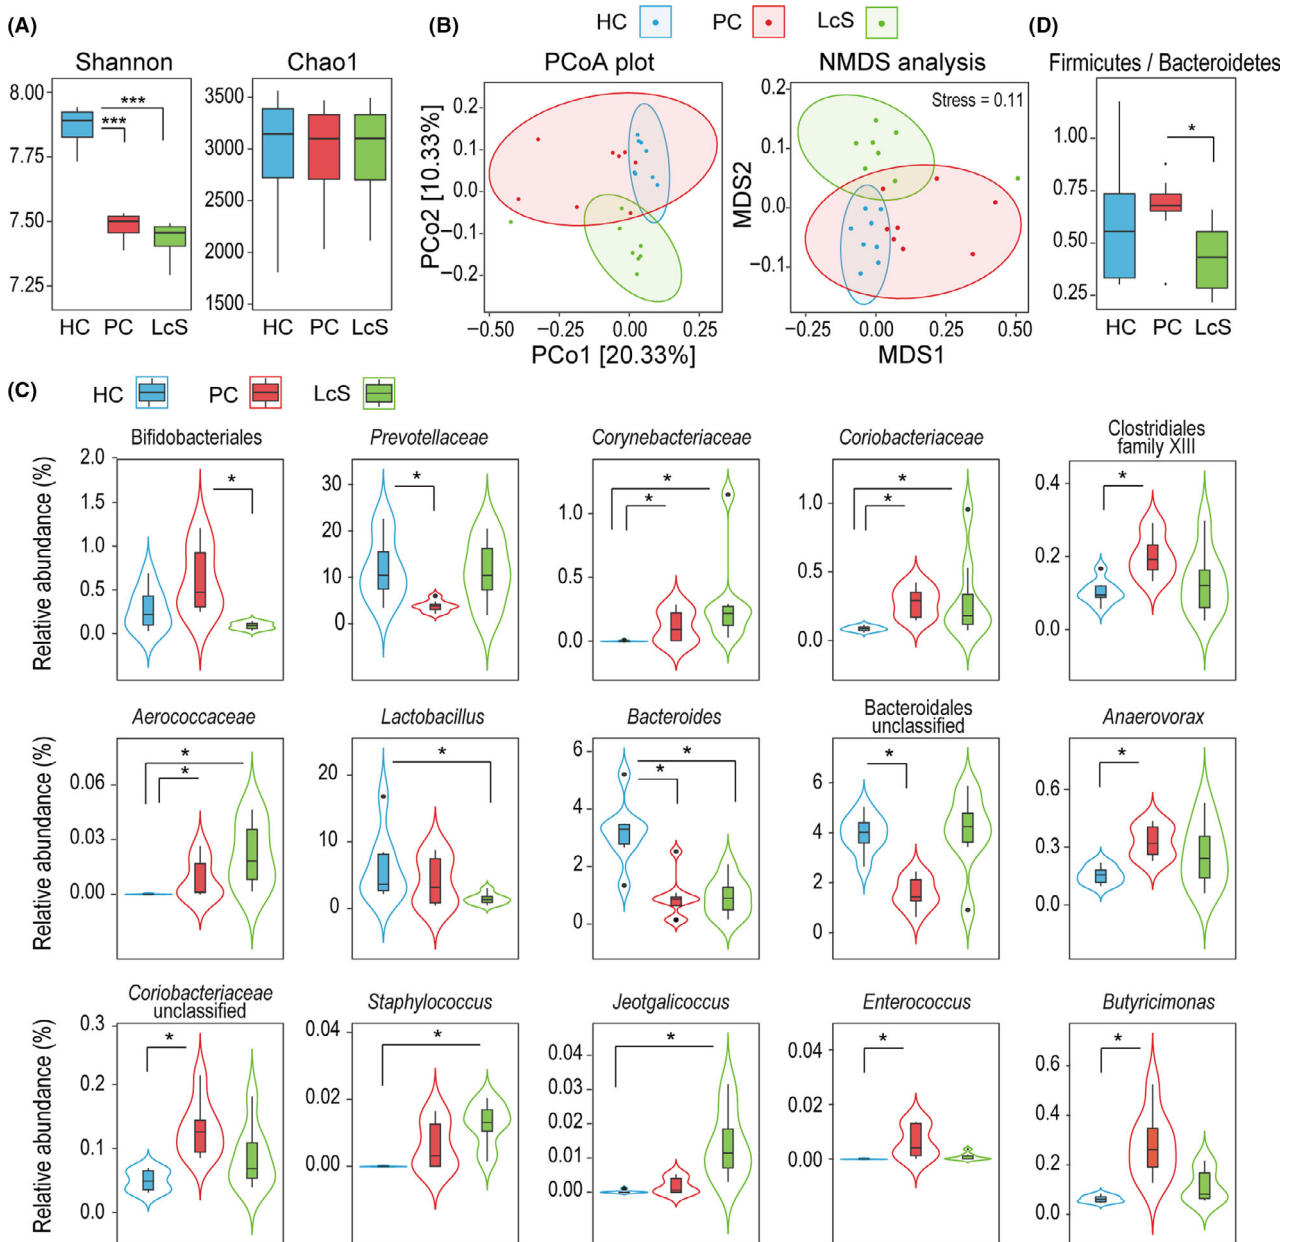 (A)
Shannon
8.00
7.75
7.50
7.25
***
***
HC PC LcS
Chao1
3500
3000
2500
2000
1500
HC PC LcS
(B)
HC PC LcS
PCoA plot
PCo2 [10.33%]
0.2
0.1
0.0
−0.1
−0.2
−0.50 −0.25 0.00 0.25
PCo1 [20.33%]
NMDS analysis
Stress = 0.11
MDS2
0.2
0.1
0.0
−0.1
−0.25 0.00 0.25 0.50
MDS1
(D)
Firmicutes / Bacteroidetes
1.00
0.75
0.50
0.25
*
HC PC LcS
(C)
HC PC LcS
Relative abundance (%)
Bifidobacteriales
2.0
1.0
0.5
0.0
*
Prevotellaceae
30
20
10
0
*
Corynebacteriaceae
1.0
0.5
0.0
*
*
Coriobacteriaceae
1.0
0.5
0.0
*
*
Clostridiales
family XIII
0.4
0.2
0.0
*
Relative abundance (%)
Aerococcaceae
0.06
0.03
0.00
*
*
Lactobacillus
20
10
0
*
Bacteroides
6
4
2
0
*
*
Bacteroidales
unclassified
6
4
2
0
*
Anaerovorax
0.6
0.3
0.0
*
Relative abundance (%)
Coriobacteriaceae
unclassified
0.3
0.2
0.1
0.0
*
Staphylococcus
0.04
0.02
0.00
*
Jeotgalicoccus
0.04
0.03
0.02
0.01
0.00
*
Enterococcus
0.04
0.02
0.00
*
Butyricimonas
0.6
0.4
0.2
0.0
*